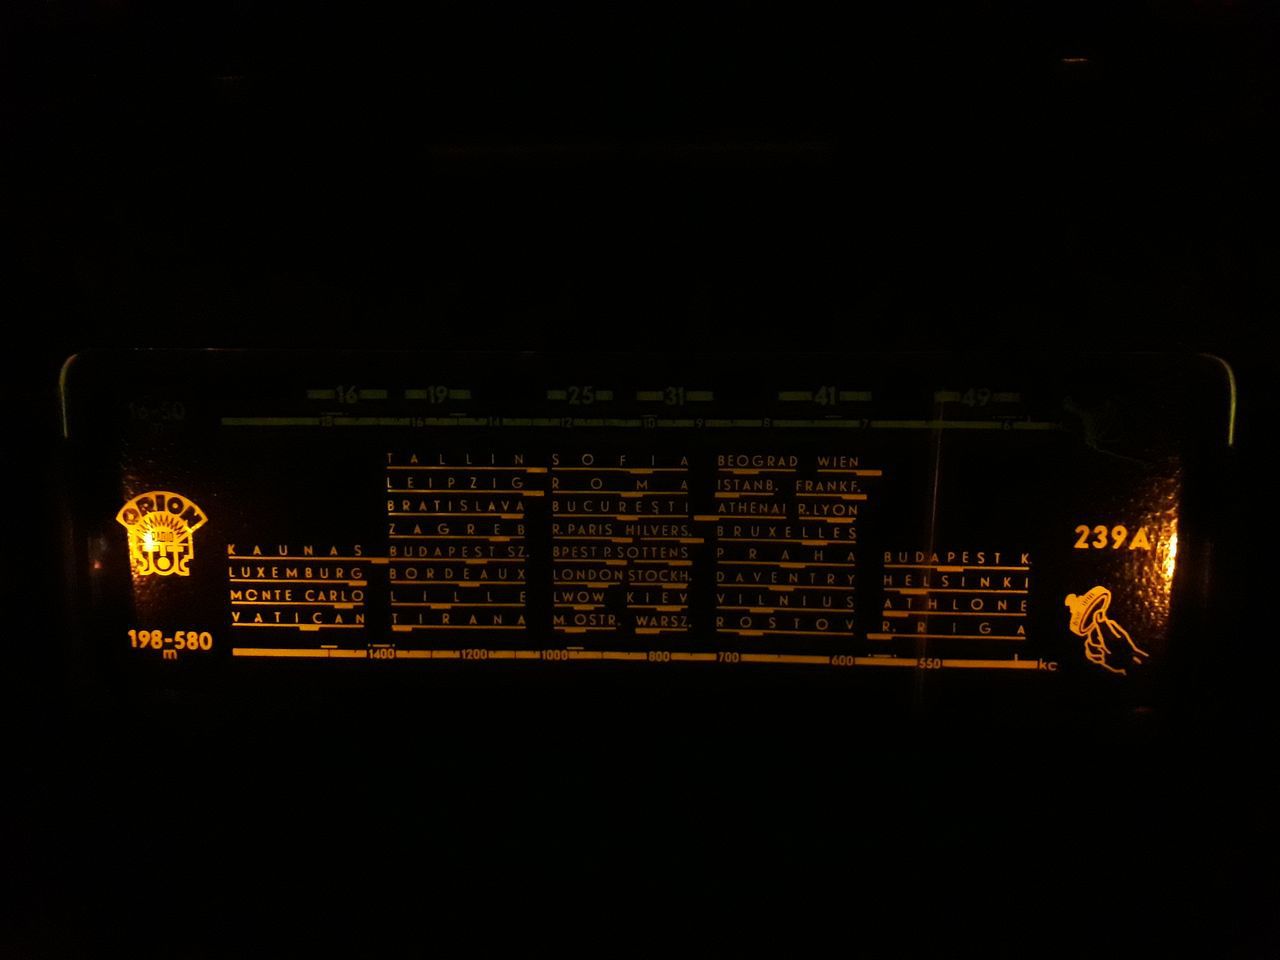 16 19 25 31 41 49
16-50
18 16 14 12 10 9 8 7 6
TALLIN SOFIA BEOGRAD WIEN
LEIPZIG ROMA ISTANB. FRANKF.
BRATISLAVA BUCUREȘTI ATHENAI R.LYON
ORION
ZAGREB R.PARIS HILVERS. BRUXELLES
239A
RADIO
KAUNAS BUDAPEST SZ. BPEST P. SOTTENS PRAHA BUDAPEST K.
LUXEMBURG BORDEAUX LONDON STOCKH. DAVENTRY HELSINKI
MONTE CARLO LILLE LWOW KIEV VILNIUS ATHLONE
VATICAN TIRANA M.OSTR. WARSZ. ROSTOV R. RIGA
198-580
m
1400 1200 1000 800 700 600 550 kc